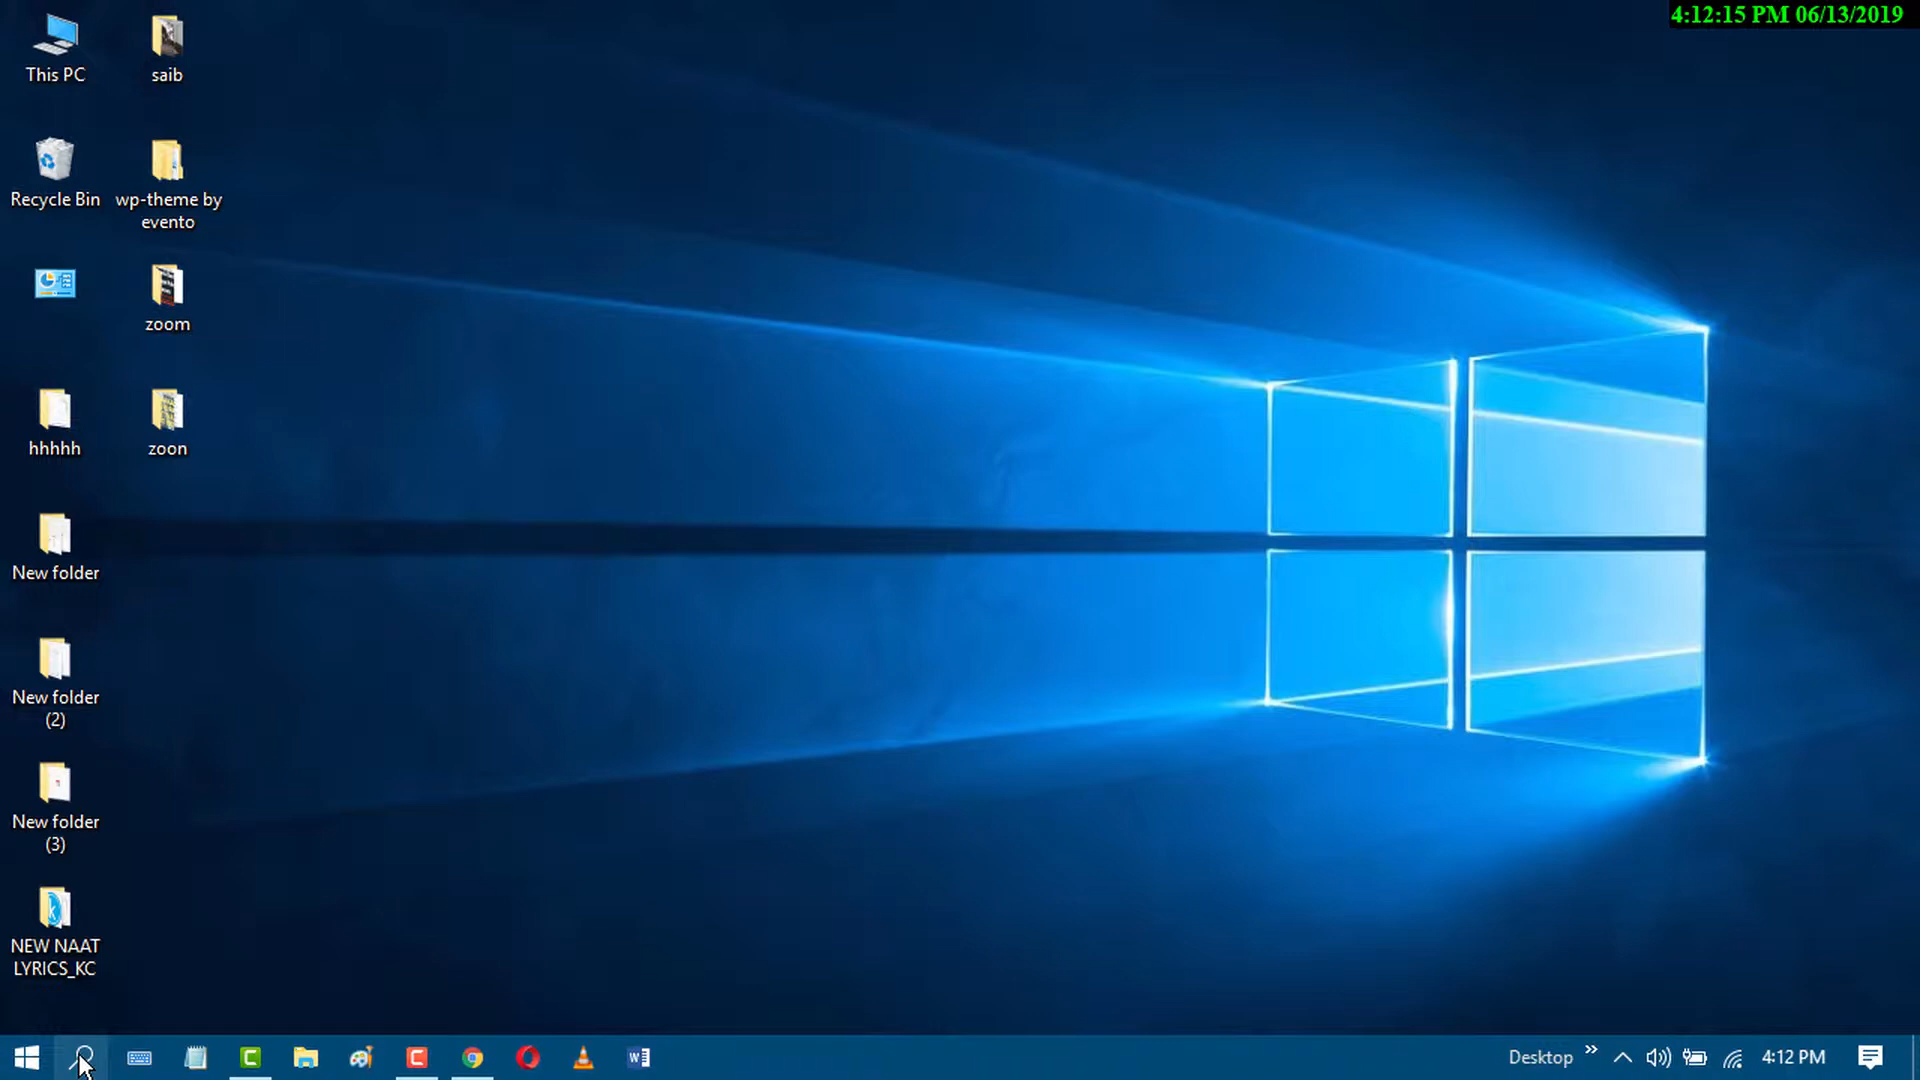 4:12:15 PM 06/13/2019
This PC
saib
Recycle Bin
wp-theme by
evento
zoom
hhhhh
zoon
New folder
New folder
(2)
New folder
(3)
NEW NAAT
LYRICS_KC
Desktop
4:12 PM